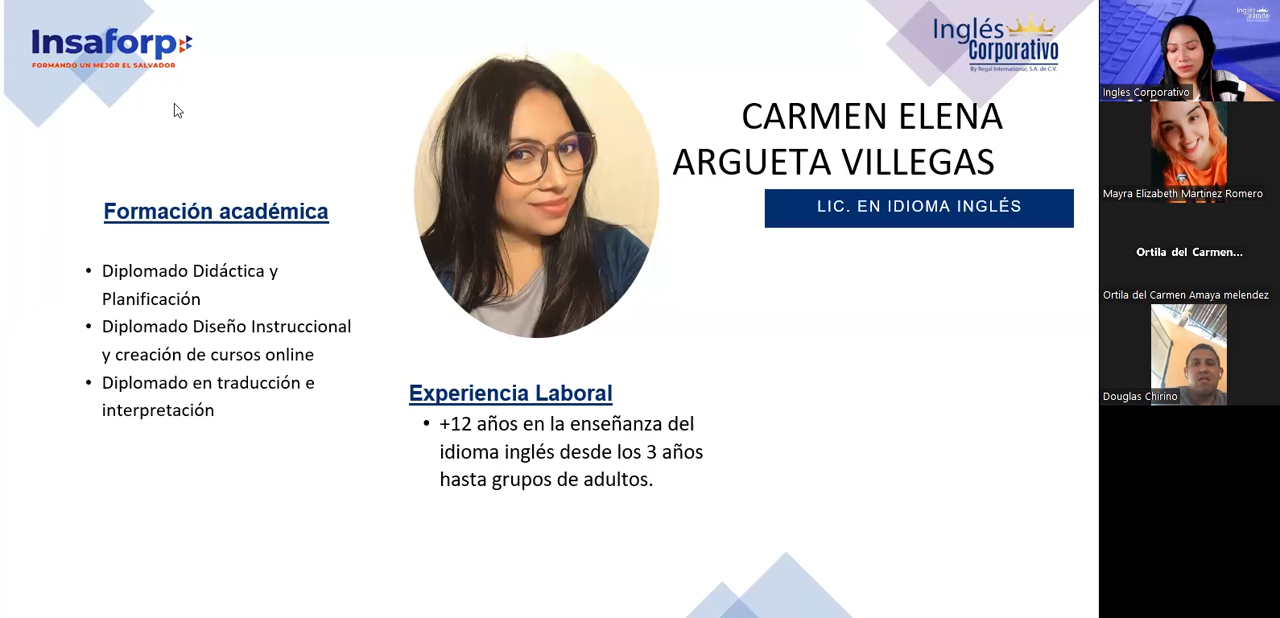 Insaforp
FORMANDO UN MEJOR EL SALVADOR
Inglés
Corporativo
By Regal International, S.A. de C.V.
CARMEN ELENA
ARGUETA VILLEGAS
LIC. EN IDIOMA INGLÉS
Formación académica
• Diplomado Didáctica y
Planificación
• Diplomado Diseño Instruccional
y creación de cursos online
• Diplomado en traducción e
interpretación
Experiencia Laboral
• +12 años en la enseñanza del
idioma inglés desde los 3 años
hasta grupos de adultos.
Inglés
Ingles Corporativo
Mayra Elizabeth Martinez Romero
Ortila del Carmen...
Ortila del Carmen Amaya melendez
Douglas Chirino